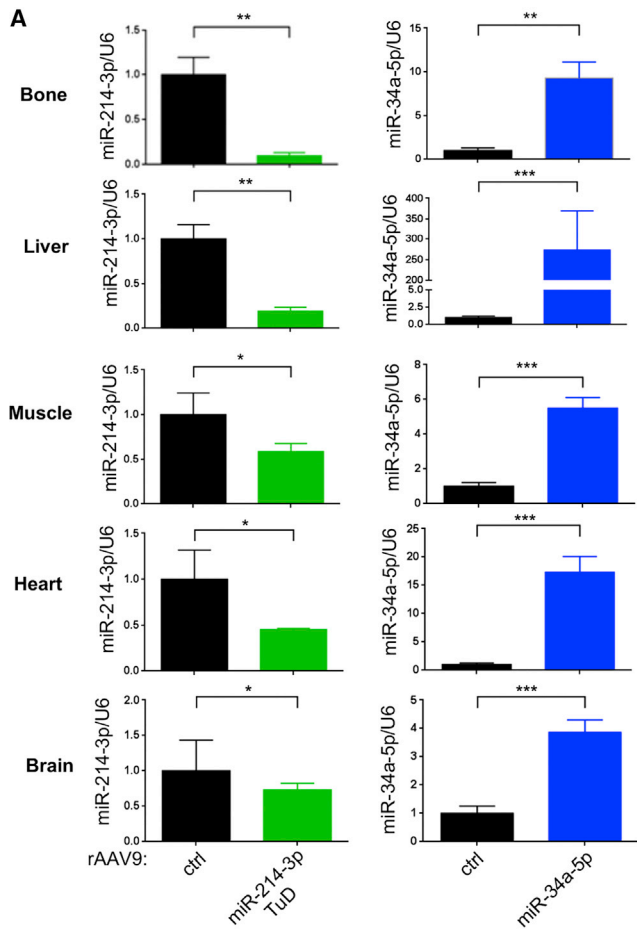 A
Bone
miR-214-3p/U6
1.5
1.0
0.5
0.0
**
miR-34a-5p/U6
15
10
5
0
**
Liver
miR-214-3p/U6
1.5
1.0
0.5
0.0
**
miR-34a-5p/U6
400
350
300
250
200
5.0
2.5
0.0
***
Muscle
miR-214-3p/U6
1.5
1.0
0.5
0.0
*
miR-34a-5p/U6
8
6
4
2
0
***
Heart
miR-214-3p/U6
1.5
1.0
0.5
0.0
*
miR-34a-5p/U6
25
20
15
10
5
0
***
Brain
miR-214-3p/U6
2.0
1.5
1.0
0.5
0.0
*
miR-34a-5p/U6
5
4
3
2
1
0
***
rAAV9:
ctrl
miR-214-3p
TuD
ctrl
miR-34a-5p